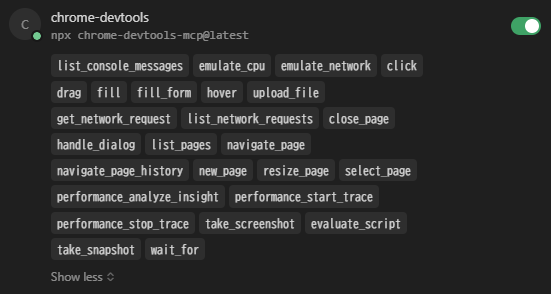 C
chrome-devtools
npx chrome-devtools-mcp@latest
list_console_messages emulate_cpu emulate_network click
drag fill fill_form hover upload_file
get_network_request list_network_requests close_page
handle_dialog list_pages navigate_page
navigate_page_history new_page resize_page select_page
performance_analyze_insight performance_start_trace
performance_stop_trace take_screenshot evaluate_script
take_snapshot wait_for
Show less